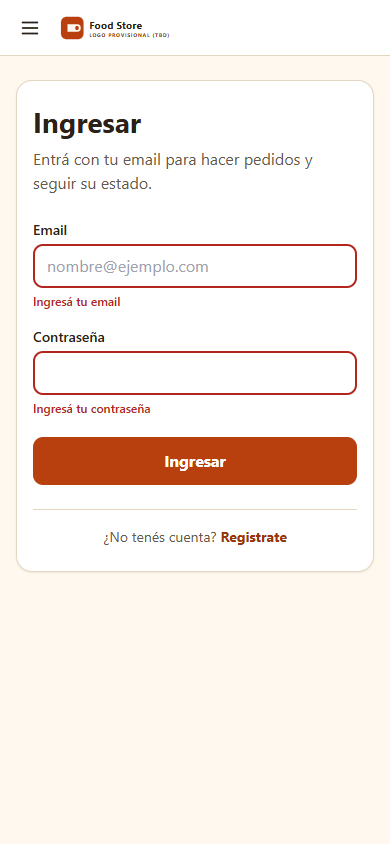 Food Store
LOGO PROVISIONAL (TBD)
Ingresar
Entrá con tu email para hacer pedidos y
seguir su estado.
Email
nombre@ejemplo.com
Ingresá tu email
Contraseña
Ingresá tu contraseña
Ingresar
¿No tenés cuenta? Registrate